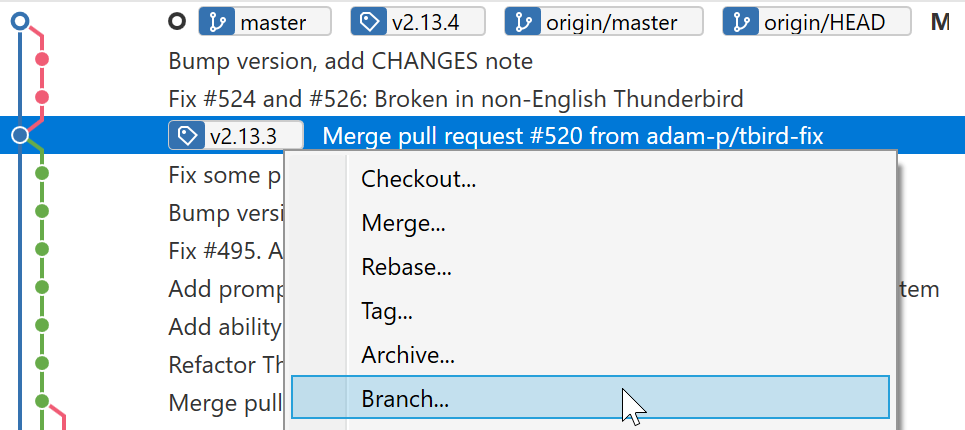 master v2.13.4 origin/master origin/HEAD M
Bump version, add CHANGES note
Fix #524 and #526: Broken in non-English Thunderbird
v2.13.3 Merge pull request #520 from adam-p/tbird-fix
Checkout...
Fix some p
Merge...
Bump versi
Fix #495. A
Rebase...
Add promp
tem
Tag...
Add ability
Archive...
Refactor Th
Branch...
Merge pull